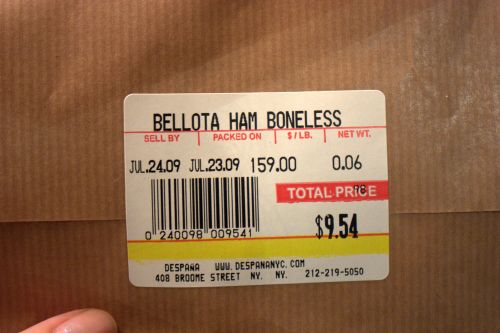 BELLOTA HAM BONELESS
SELL BY PACKED ON $/LB. NET WT.
JUL.24.09 JUL.23.09 159.00 0.06
TOTAL PRICE
$9.54
0 240098 009541
DESPAÑA WWW.DESPANANYC.COM
408 BROOME STREET NY. NY. 212-219-5050